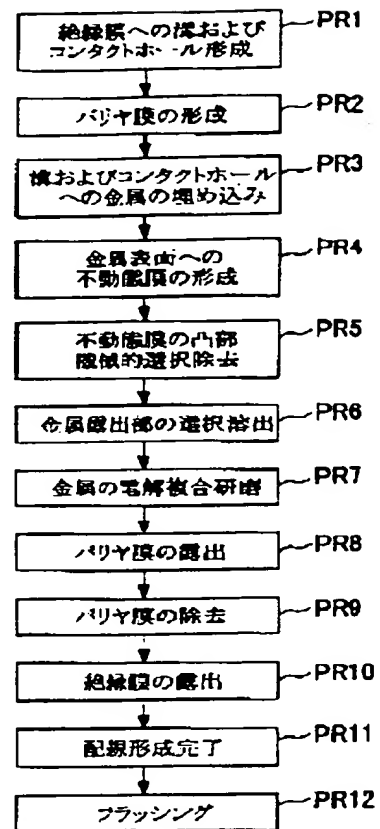 絶縁膜への溝および
コンタクトホール形成
PR1
バリヤ膜の形成
PR2
溝およびコンタクトホール
への金属の埋め込み
PR3
金属表面への
不動態膜の形成
PR4
不動態膜の凸部
機械的選択除去
PR5
金属露出部の選択溶出
PR6
金属の電解複合研磨
PR7
バリヤ膜の露出
PR8
バリヤ膜の除去
PR9
絶縁膜の露出
PR10
配線形成完了
PR11
フラッシング
PR12